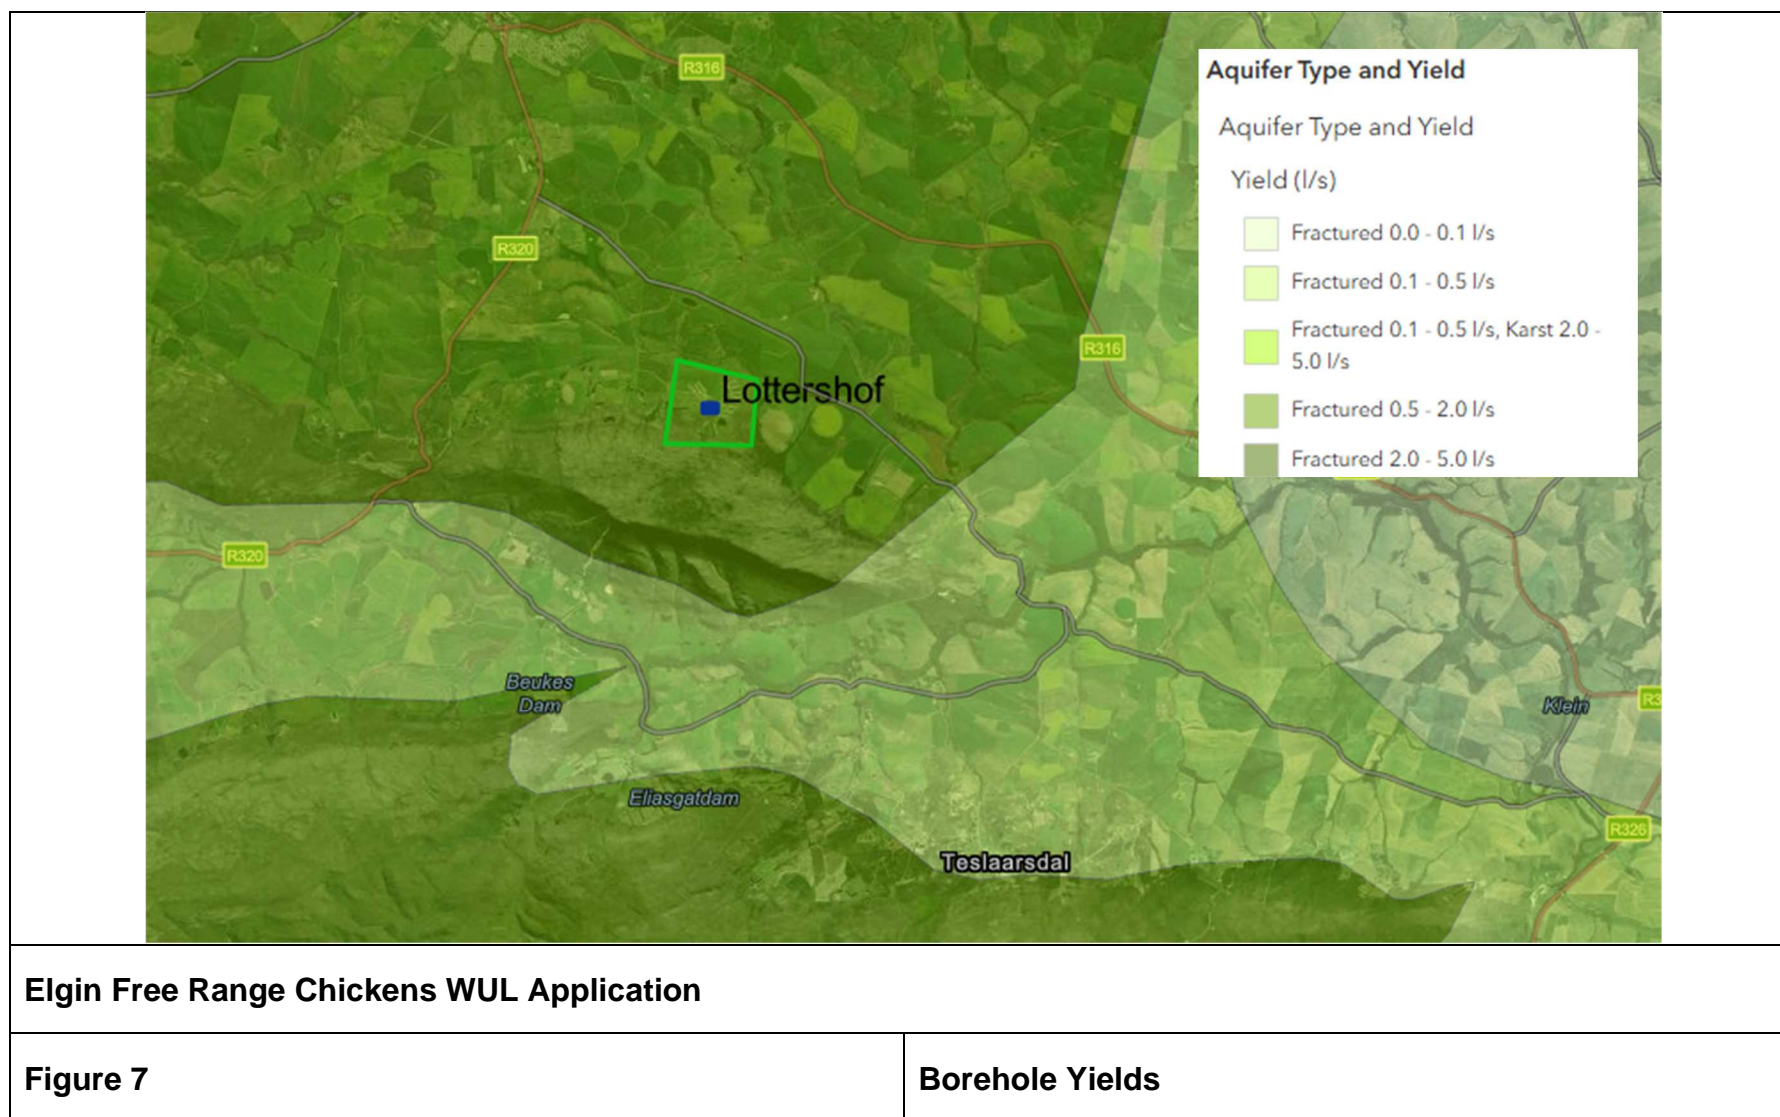 R316
Aquifer Type and Yield
Aquifer Type and Yield
Yield (l/s)
Fractured 0.0 - 0.1 l/s
Fractured 0.1 - 0.5 l/s
Fractured 0.1 - 0.5 l/s, Karst 2.0 -
5.0 l/s
Fractured 0.5 - 2.0 l/s
Fractured 2.0 - 5.0 l/s
R320
R316
Lottershof
R320
Beukes
Dam
Klein
R3
Eliasgatdam
R326
Teslaarsdal
Elgin Free Range Chickens WUL Application
Figure 7
Borehole Yields